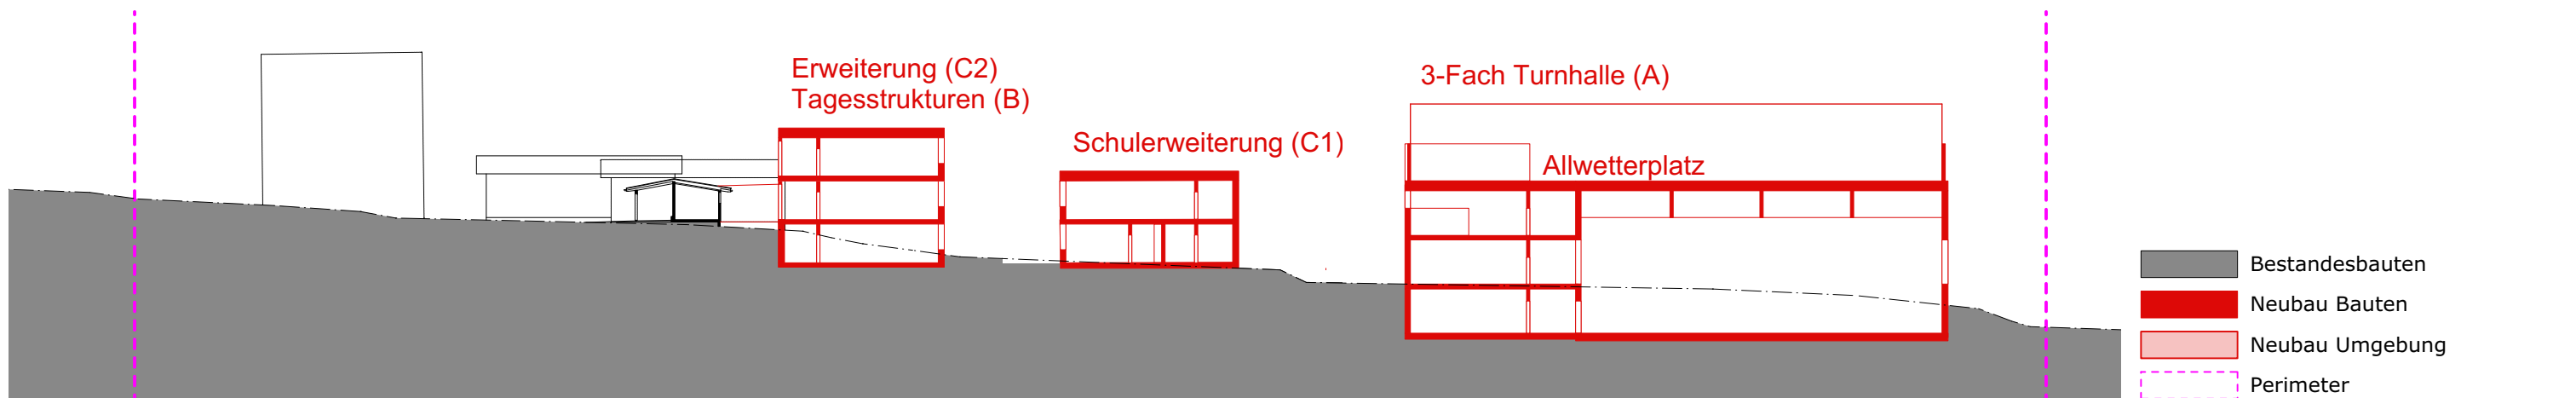 Erweiterung (C2)
Tagesstrukturen (B)
Schulerweiterung (C1)
3-Fach Turnhalle (A)
Allwetterplatz
Bestandesbauten
Neubau Bauten
Neubau Umgebung
Perimeter